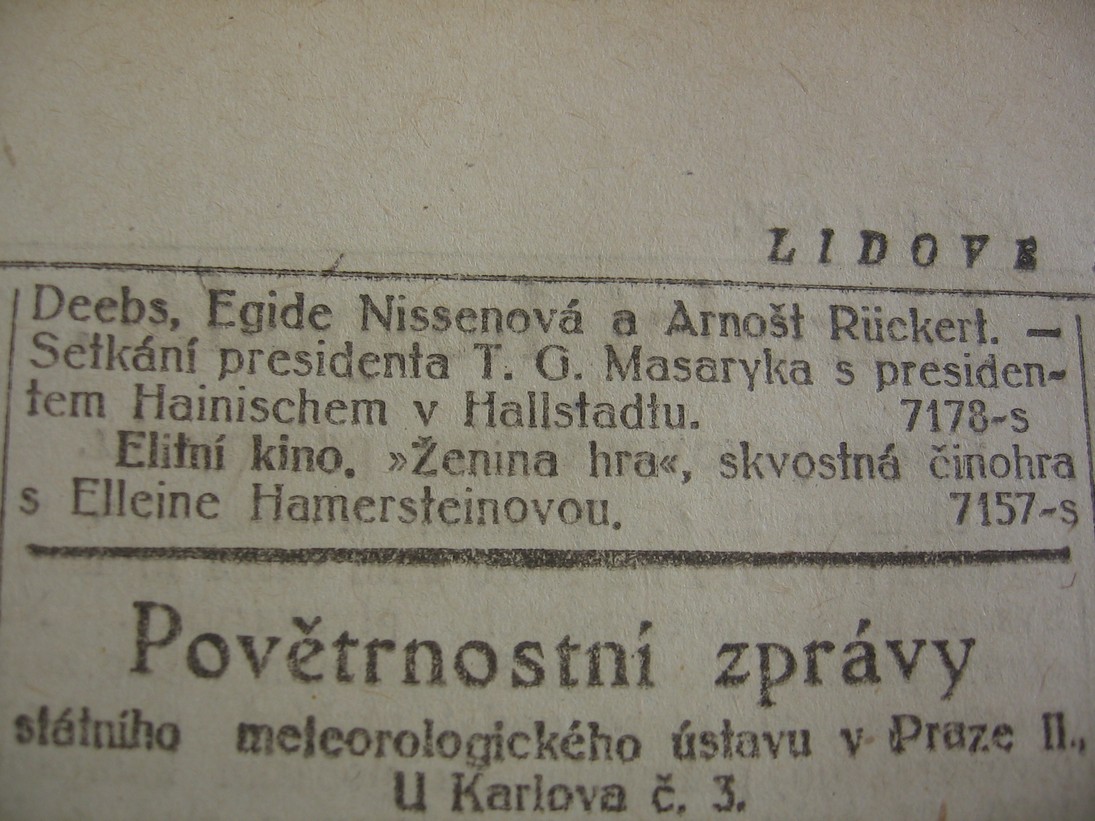 LIDOVÉ
Deebs, Egide Nissenová a Arnošt Rückert. —
Setkání presidenta T. G. Masaryka s presiden-
tem Hainischem v Hallstadtu. 7178-s
Elitní kino. »Ženina hra«, skvostná činohra
s Elleine Hamersteinovou. 7157-s
Povětrnostní zprávy
státního meteorologického ústavu v Praze II.,
U Karlova č. 3.